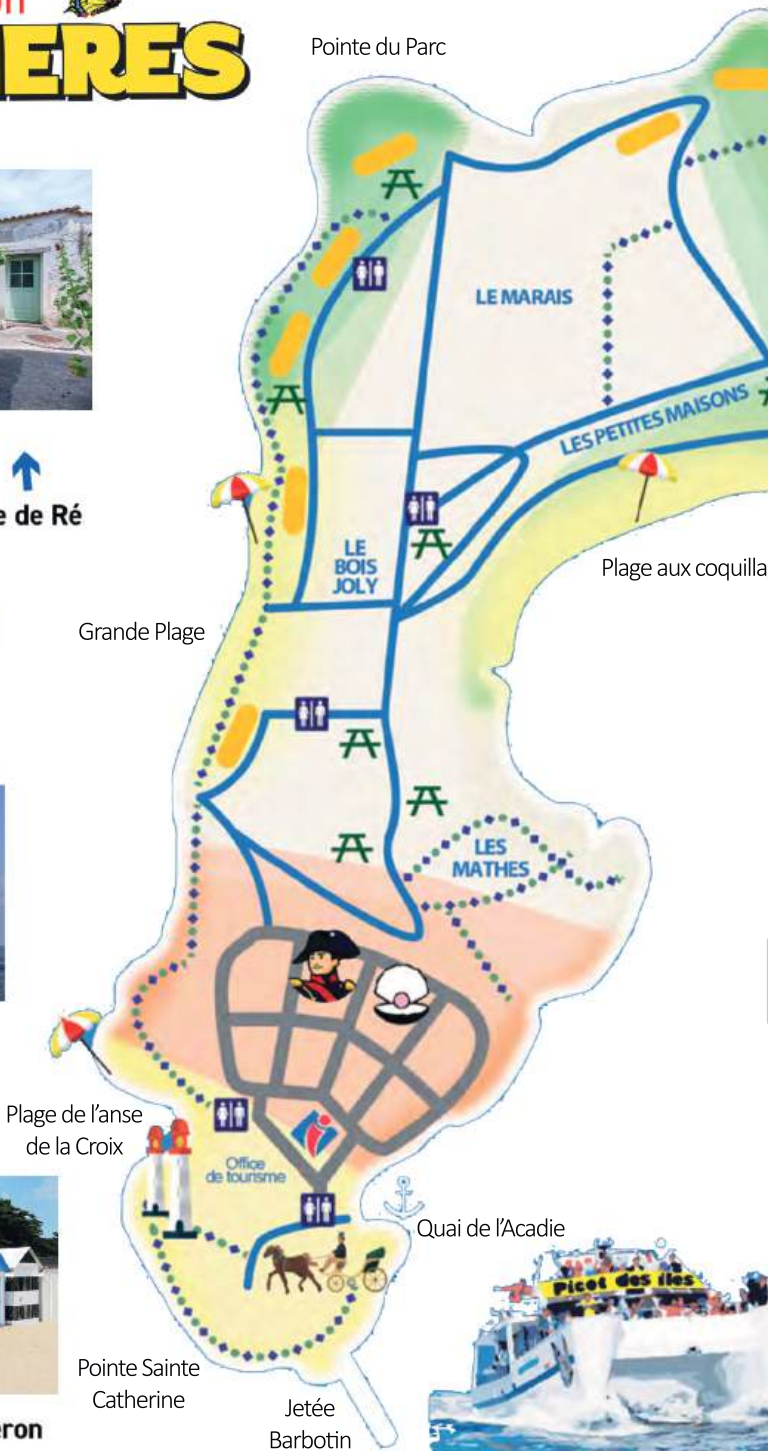 on
IERES
Pointe du Parc
LE MARAIS
LES PETITES MAISONS
e de Ré
LE
BOIS
JOLY
Plage aux coquilla
Grande Plage
LES
MATHES
Plage de l'anse
de la Croix
Office
de tourisme
Quai de l'Acadie
Picot des îles
Pointe Sainte
Catherine
Jetée
Barbotin
eron